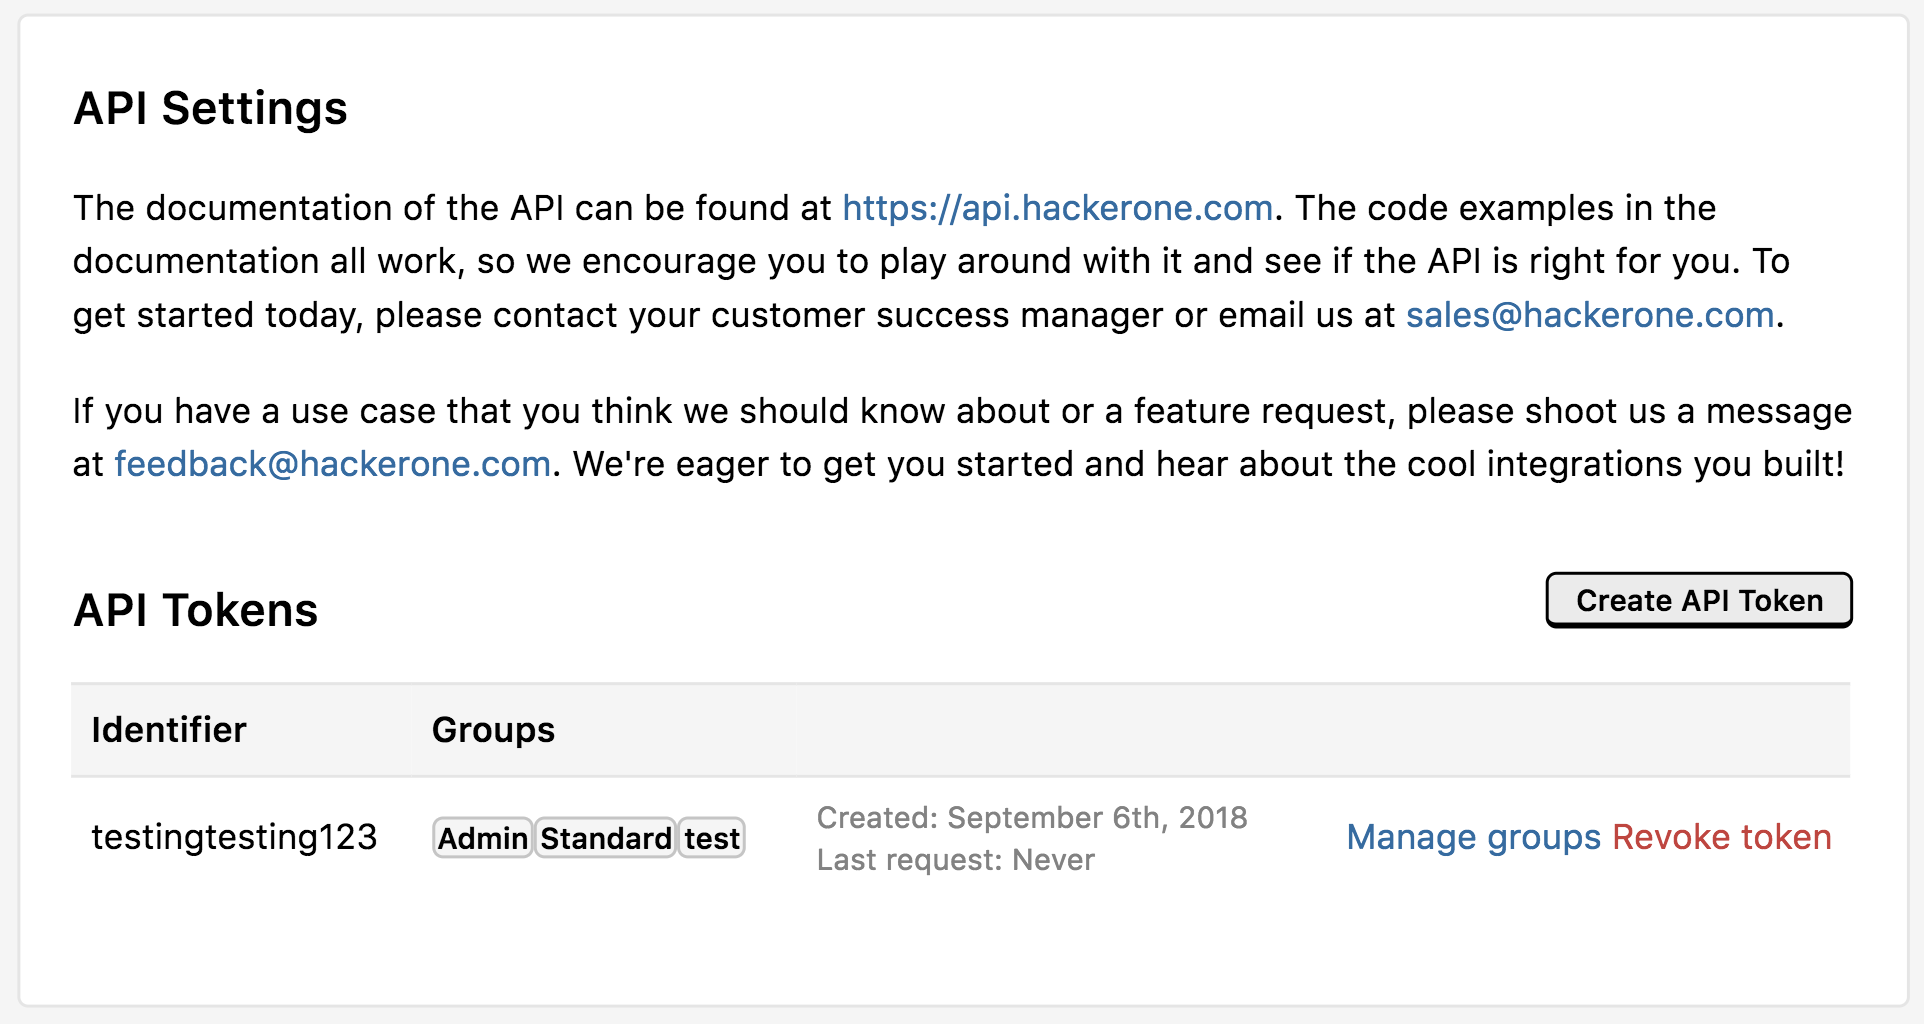 API Settings
The documentation of the API can be found at https://api.hackerone.com. The code examples in the
documentation all work, so we encourage you to play around with it and see if the API is right for you. To
get started today, please contact your customer success manager or email us at sales@hackerone.com.
If you have a use case that you think we should know about or a feature request, please shoot us a message
at feedback@hackerone.com. We're eager to get you started and hear about the cool integrations you built!
API Tokens
Create API Token
Identifier Groups
testingtesting123 Admin Standard test
Created: September 6th, 2018
Last request: Never
Manage groups Revoke token